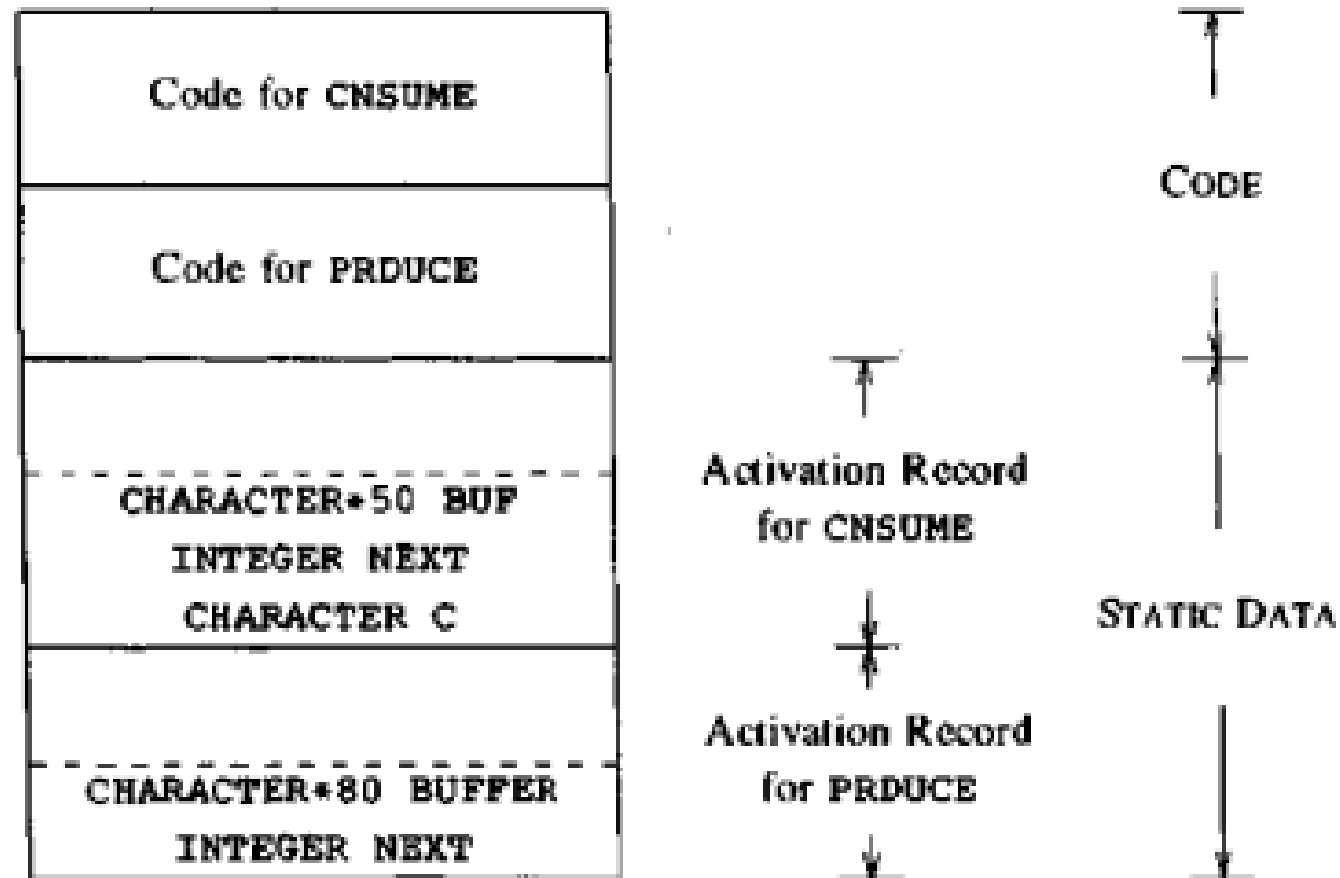 Code for CNSUME
CODE
Code for PRDUCE
CHARACTER*50 BUF
INTEGER NEXT
CHARACTER C
Activation Record
for CNSUME
STATIC DATA
CHARACTER*80 BUFFER
INTEGER NEXT
Activation Record
for PRDUCE